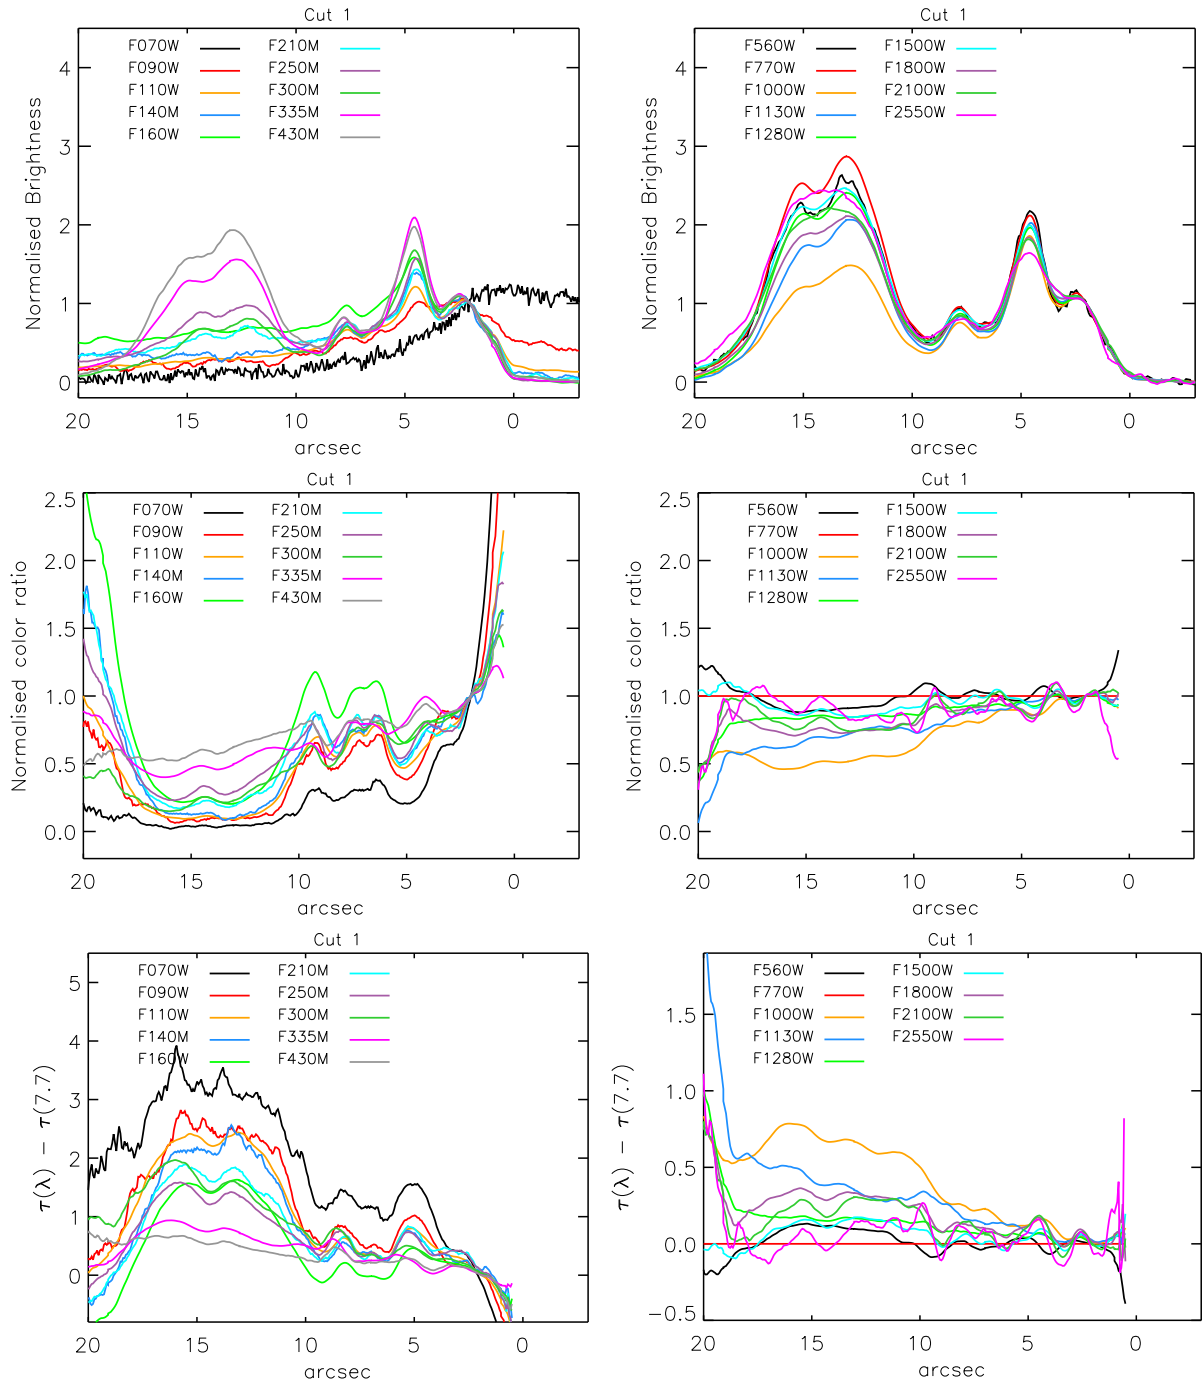 Cut 1
F070W F210M
F090W F250M
F110W F300M
F140M F335M
F160W F430M
Normalised Brightness
4
3
2
1
0
20 15 10 5 0
arcsec
Cut 1
F560W F1500W
F770W F1800W
F1000W F2100W
F1130W F2550W
F1280W
Normalised Brightness
4
3
2
1
0
20 15 10 5 0
arcsec
Cut 1
F070W F210M
F090W F250M
F110W F300M
F140M F335M
F160W F430M
Normalised color ratio
2.5
2.0
1.5
1.0
0.5
0.0
20 15 10 5 0
arcsec
Cut 1
F560W F1500W
F770W F1800W
F1000W F2100W
F1130W F2550W
F1280W
Normalised color ratio
2.5
2.0
1.5
1.0
0.5
0.0
20 15 10 5 0
arcsec
Cut 1
F070W F210M
F090W F250M
F110W F300M
F140M F335M
F160W F430M
τ(λ) − τ(7.7)
5
4
3
2
1
0
20 15 10 5 0
arcsec
Cut 1
F560W F1500W
F770W F1800W
F1000W F2100W
F1130W F2550W
F1280W
τ(λ) − τ(7.7)
1.5
1.0
0.5
0.0
−0.5
20 15 10 5 0
arcsec